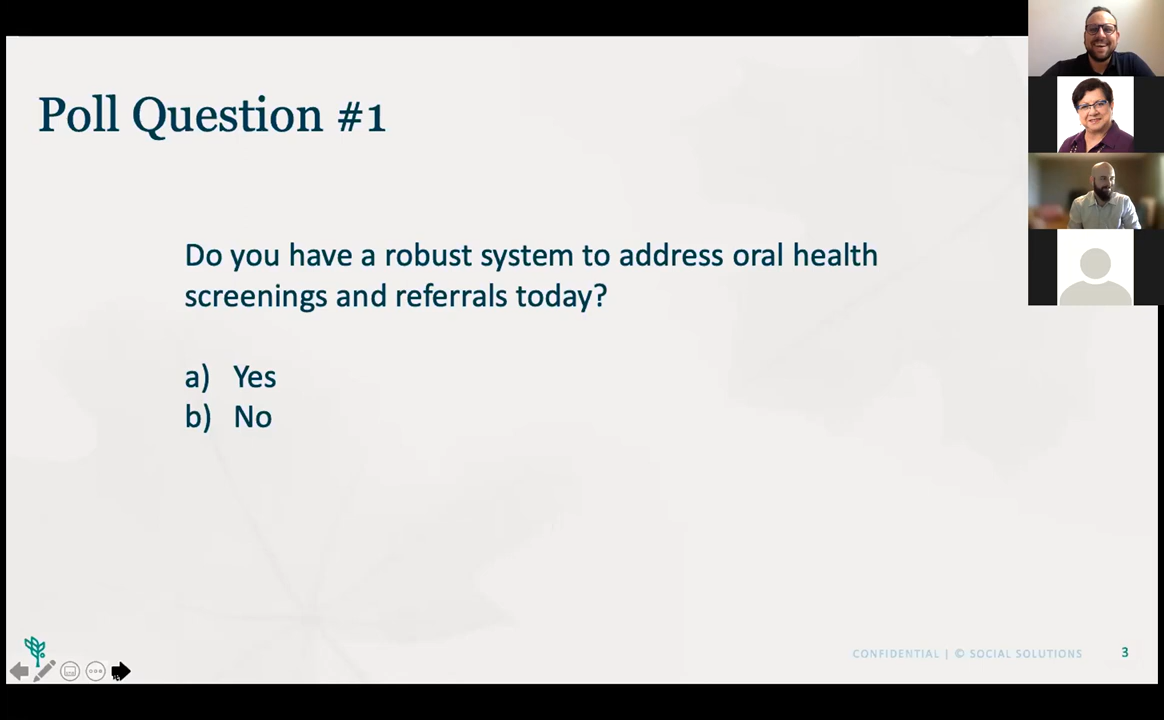 Poll Question #1
Do you have a robust system to address oral health
screenings and referrals today?
a) Yes
b) No
CONFIDENTIAL | © SOCIAL SOLUTIONS 3